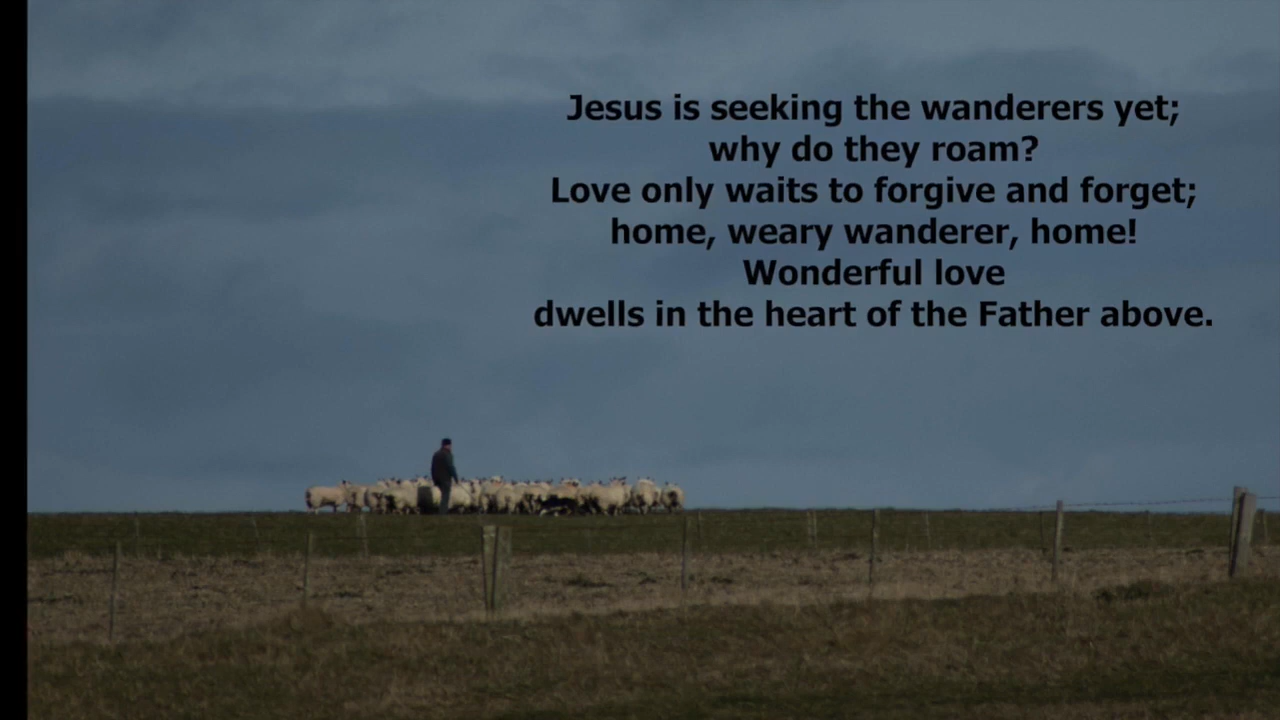 Jesus is seeking the wanderers yet;
why do they roam?
Love only waits to forgive and forget;
home, weary wanderer, home!
Wonderful love
dwells in the heart of the Father above.